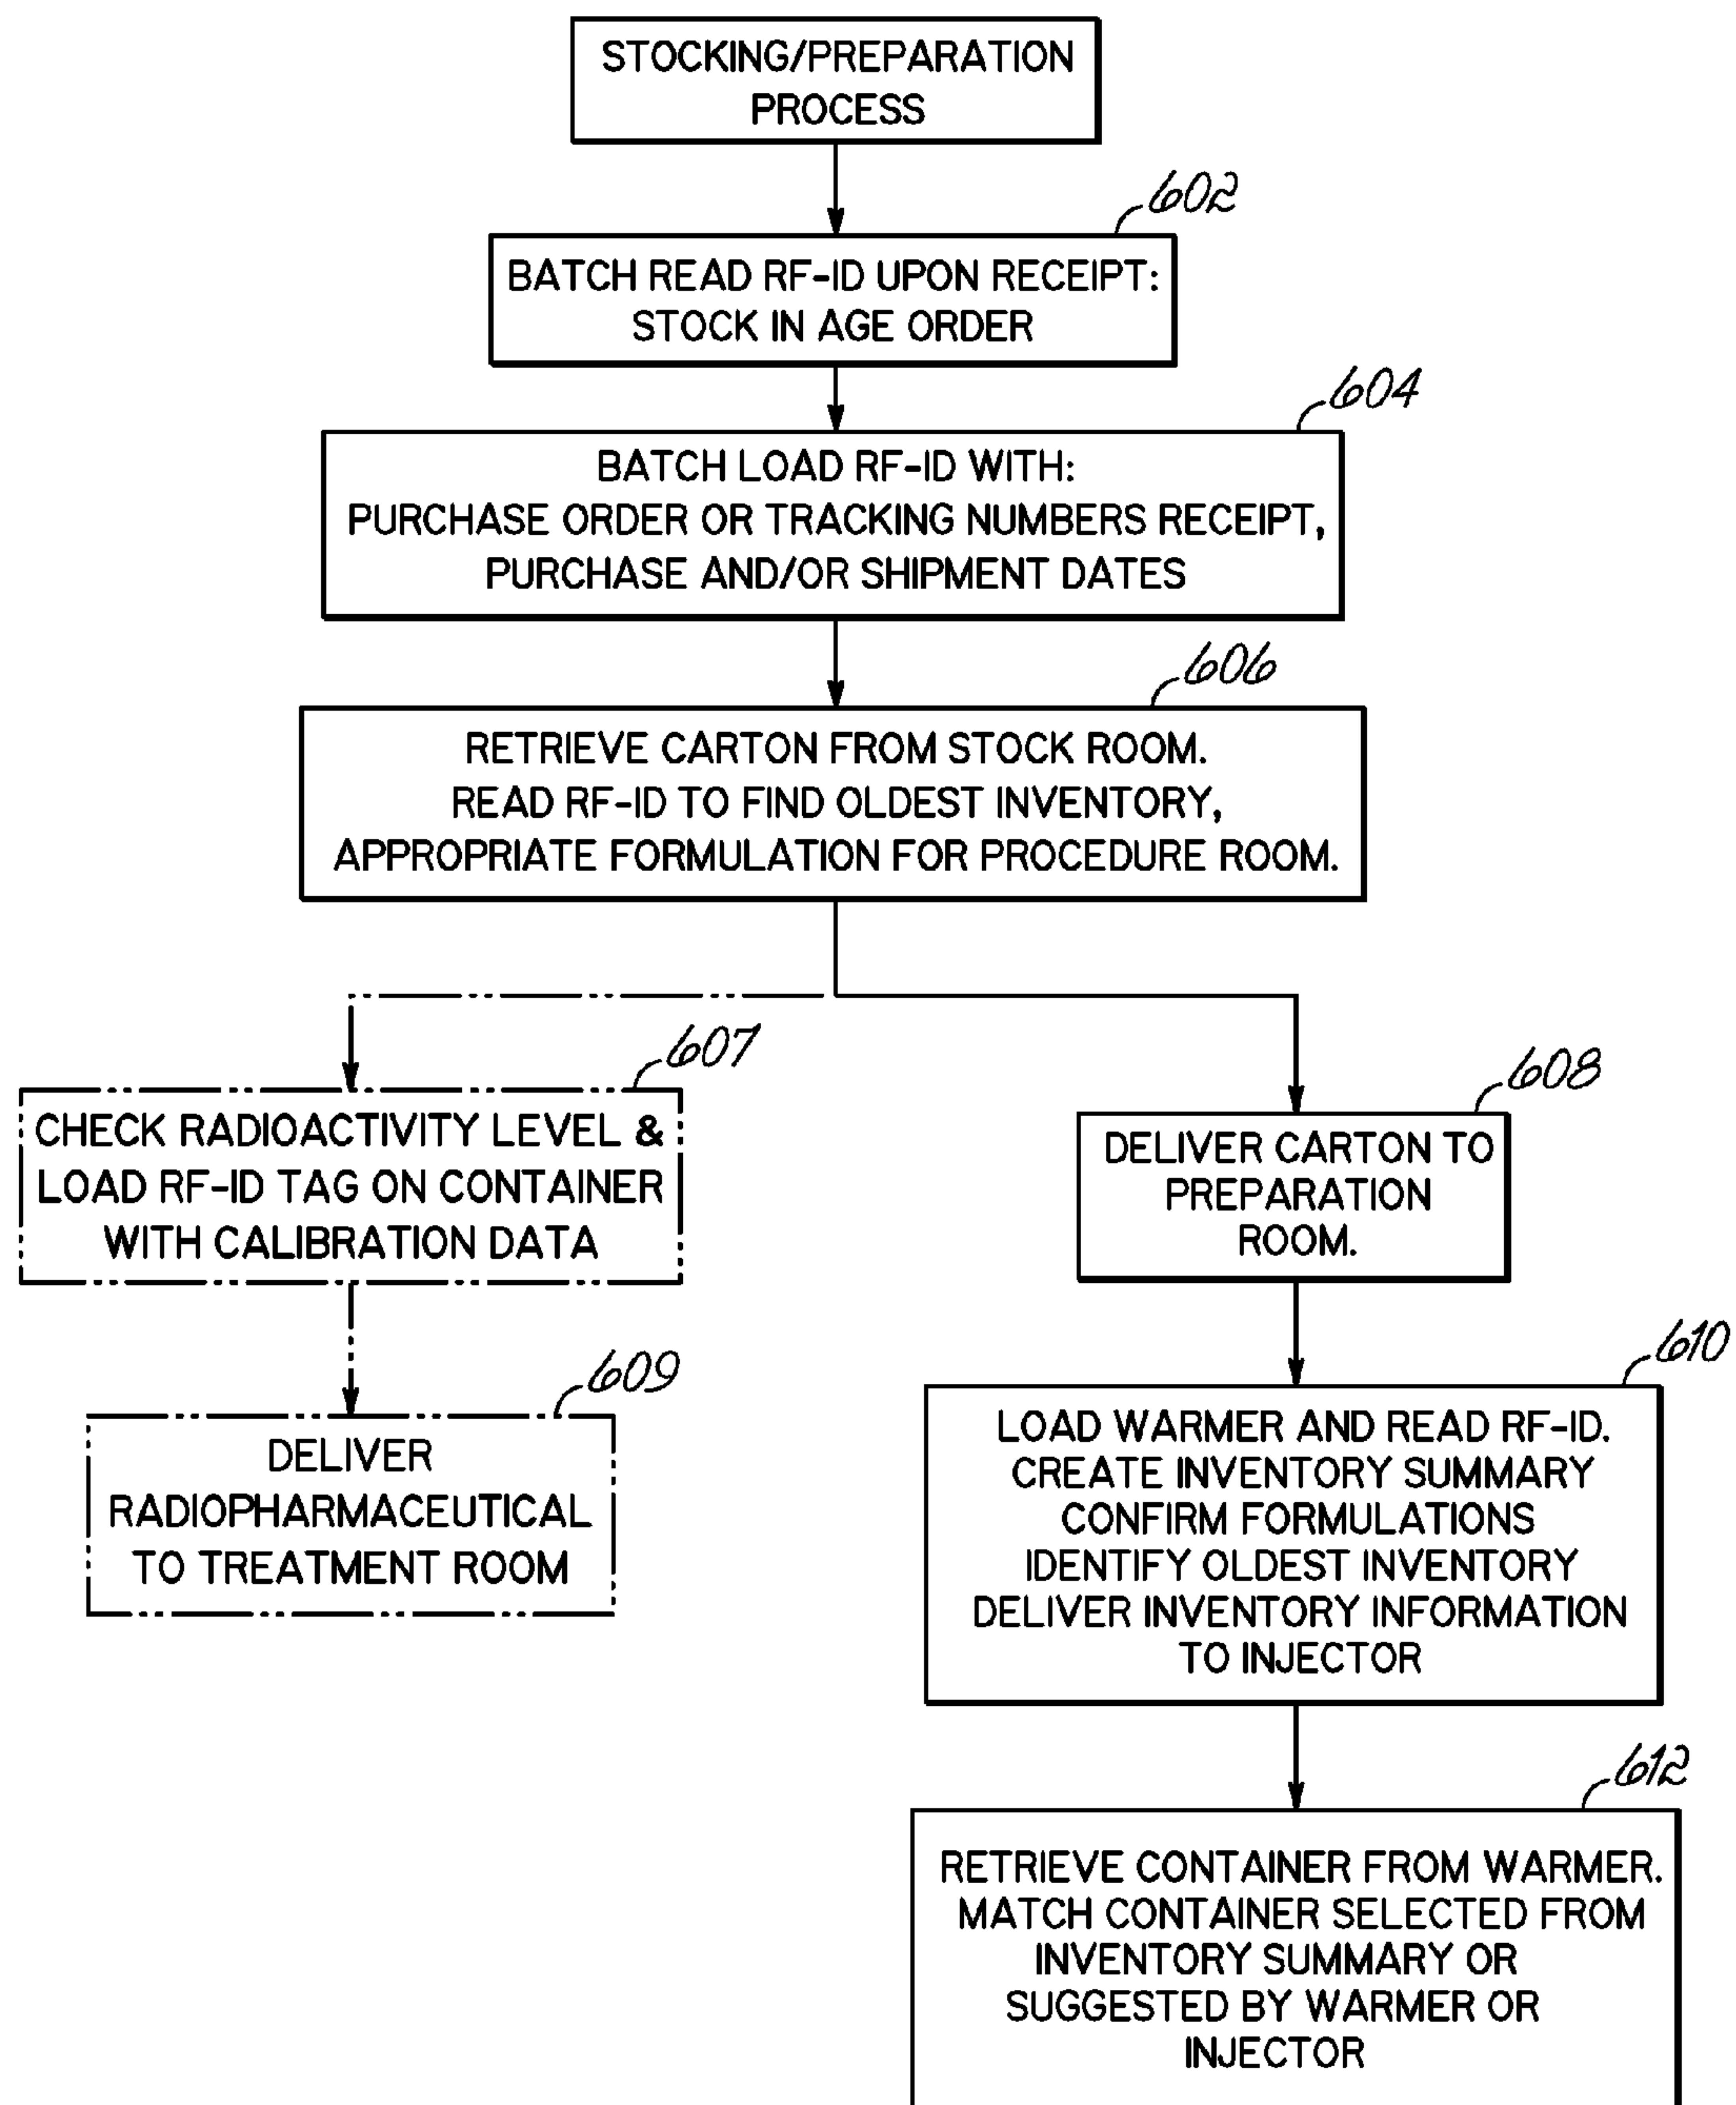 STOCKING/PREPARATION
PROCESS
602
BATCH READ RF-ID UPON RECEIPT:
STOCK IN AGE ORDER
604
BATCH LOAD RF-ID WITH:
PURCHASE ORDER OR TRACKING NUMBERS RECEIPT,
PURCHASE AND/OR SHIPMENT DATES
606
RETRIEVE CARTON FROM STOCK ROOM.
READ RF-ID TO FIND OLDEST INVENTORY,
APPROPRIATE FORMULATION FOR PROCEDURE ROOM.
607
CHECK RADIOACTIVITY LEVEL &
LOAD RF-ID TAG ON CONTAINER
WITH CALIBRATION DATA
608
DELIVER CARTON TO
PREPARATION
ROOM.
609
DELIVER
RADIOPHARMACEUTICAL
TO TREATMENT ROOM
610
LOAD WARMER AND READ RF-ID.
CREATE INVENTORY SUMMARY
CONFIRM FORMULATIONS
IDENTIFY OLDEST INVENTORY
DELIVER INVENTORY INFORMATION
TO INJECTOR
612
RETRIEVE CONTAINER FROM WARMER.
MATCH CONTAINER SELECTED FROM
INVENTORY SUMMARY OR
SUGGESTED BY WARMER OR
INJECTOR